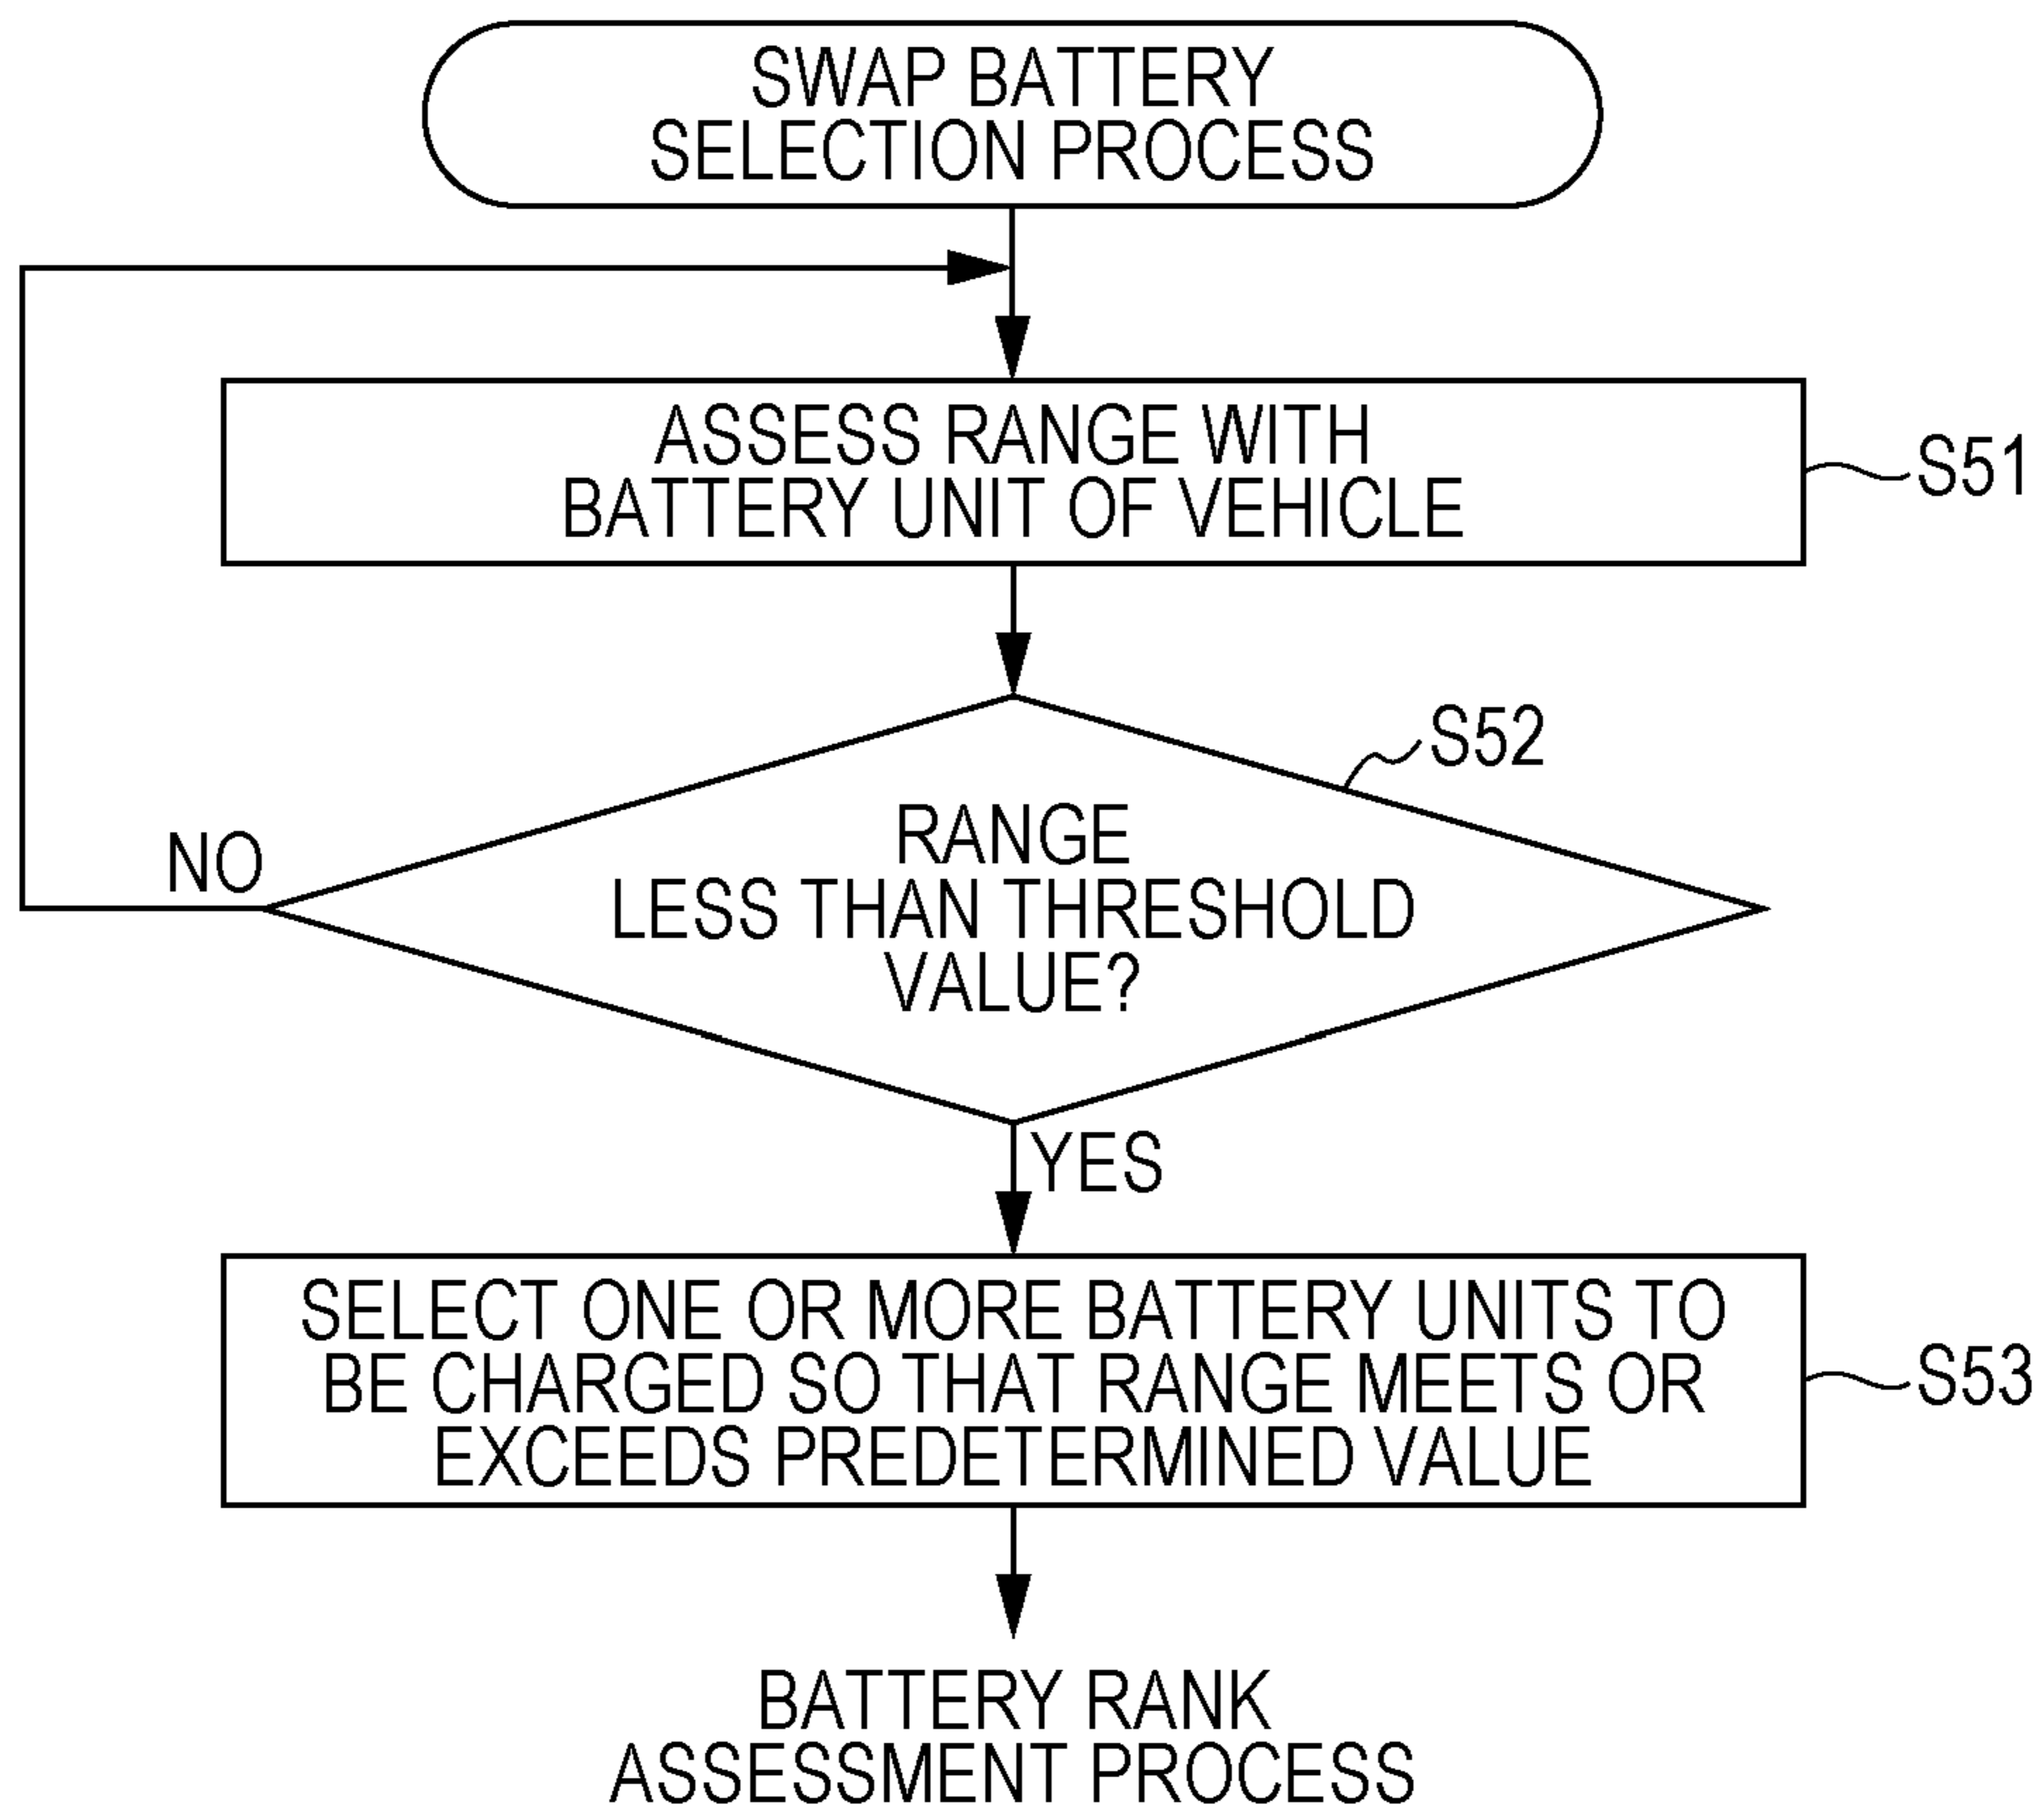 SWAP BATTERY
SELECTION PROCESS
ASSESS RANGE WITH
BATTERY UNIT OF VEHICLE
S51
S52
RANGE
LESS THAN THRESHOLD
VALUE?
NO
YES
SELECT ONE OR MORE BATTERY UNITS TO
BE CHARGED SO THAT RANGE MEETS OR
EXCEEDS PREDETERMINED VALUE
S53
BATTERY RANK
ASSESSMENT PROCESS